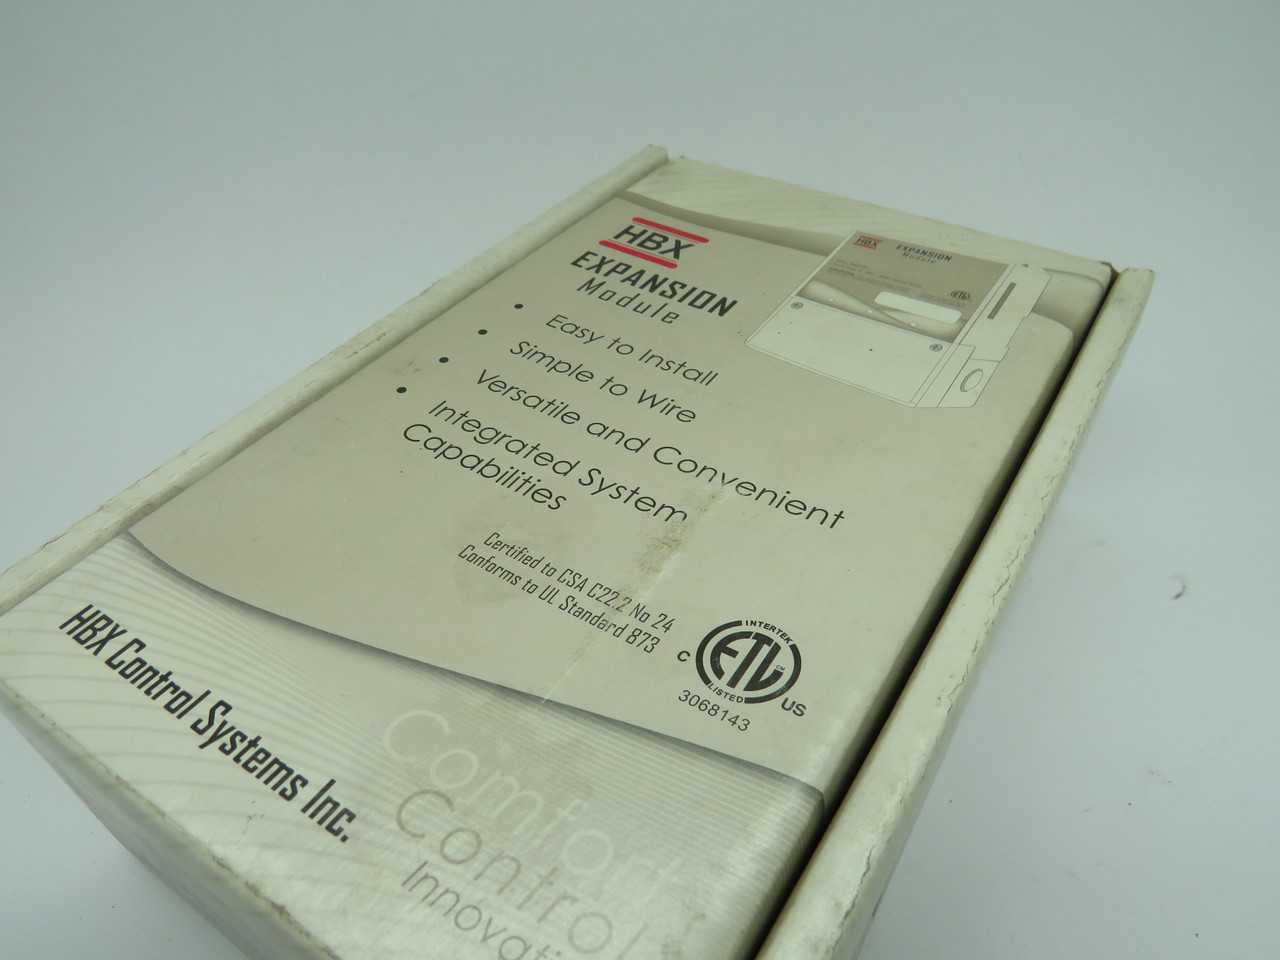 HBX
EXPANSION
Module
• Easy to Install
• Simple to Wire
• Versatile and Convenient
• Integrated System
Capabilities
Certified to CSA C22.2 No 24
Conforms to UL Standard 873
INTERTEK
C ETL CM US
LISTED
3068143
HBX
EXPANSION
Module
ETL
HBX Control Systems Inc.
Comfort
Control
Innovati